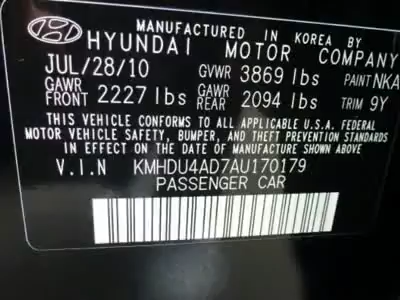 MANUFACTURED IN KOREA BY
HYUNDAI MOTOR COMPANY
JUL/28/10 GVWR 3869 lbs PAINT NKA
GAWR FRONT 2227 lbs GAWR REAR 2094 lbs TRIM 9Y
THIS VEHICLE CONFORMS TO ALL APPLICABLE U.S.A. FEDERAL
MOTOR VEHICLE SAFETY, BUMPER, AND THEFT PREVENTION STANDARDS
IN EFFECT ON THE DATE OF MANUFACTURE SHOWN ABOVE.
V.I.N KMHDU4AD7AU170179
PASSENGER CAR